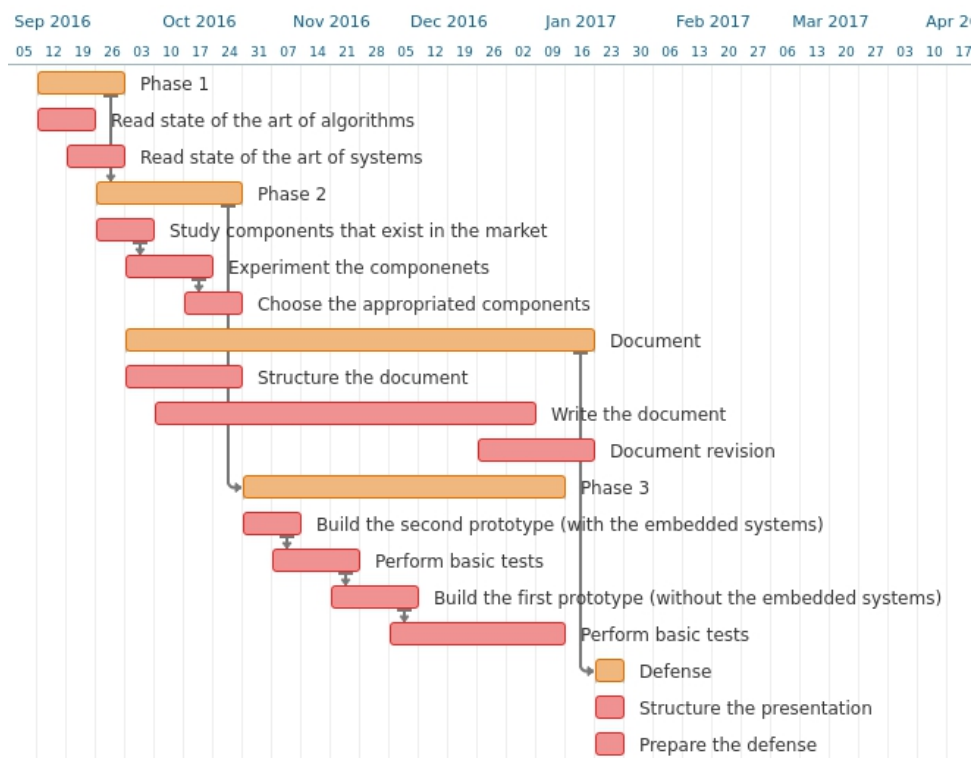 Sep 2016 Oct 2016 Nov 2016 Dec 2016 Jan 2017 Feb 2017 Mar 2017 Apr 20
05 12 19 26 03 10 17 24 31 07 14 21 28 05 12 19 26 02 09 16 23 30 06 13 20 27 06 13 20 27 03 10 17
Phase 1
Read state of the art of algorithms
Read state of the art of systems
Phase 2
Study components that exist in the market
Experiment the componenets
Choose the appropriated components
Document
Structure the document
Write the document
Document revision
Phase 3
Build the second prototype (with the embedded systems)
Perform basic tests
Build the first prototype (without the embedded systems)
Perform basic tests
Defense
Structure the presentation
Prepare the defense